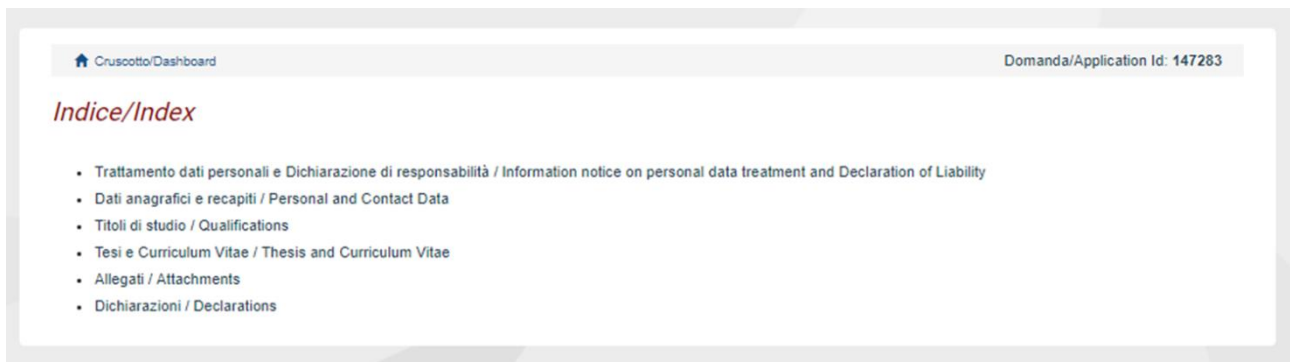 Cruscotto/Dashboard
Domanda/Application Id: 147283
Indice/Index
Trattamento dati personali e Dichiarazione di responsabilità / Information notice on personal data treatment and Declaration of Liability
Dati anagrafici e recapiti / Personal and Contact Data
Titoli di studio / Qualifications
Tesi e Curriculum Vitae / Thesis and Curriculum Vitae
Allegati / Attachments
Dichiarazioni / Declarations